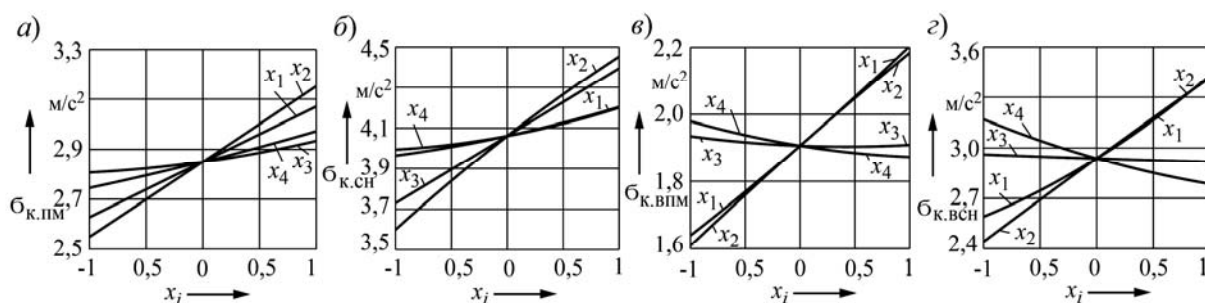 а)
3,3
м/с²
2,9
2,7
2,5
σк.пм
x1
x2
x4
x3
-1 0,5 0 0,5 1
xi
б)
4,5
м/с²
4,1
3,9
3,7
3,5
σк.сн
x2
x1
x4
x3
-1 0,5 0 0,5 1
xi
в)
2,2
м/с²
2,0
1,8
1,6
σк.впм
x1
x2
x4
x3
x3
x4
x1
x2
-1 0,5 0 0,5 1
xi
г)
3,6
м/с²
3,0
2,7
2,4
σк.всн
x2
x4
x1
x3
x1
x2
-1 0,5 0 0,5 1
xi